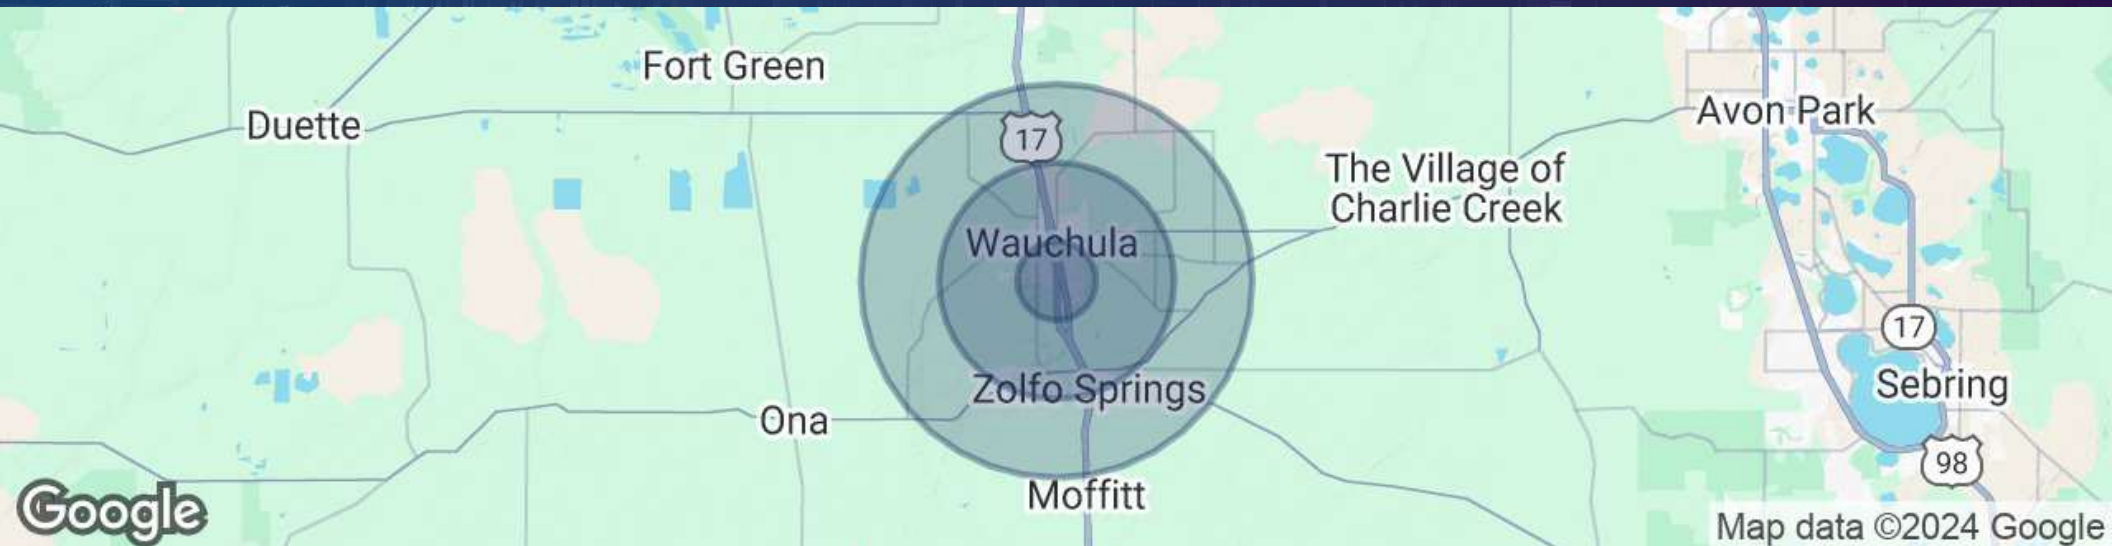 Fort Green
Duette
17
Avon Park
The Village of
Charlie Creek
Wauchula
17
Zolfo Springs
Sebring
Ona
98
Moffitt
Google
Map data ©2024 Google